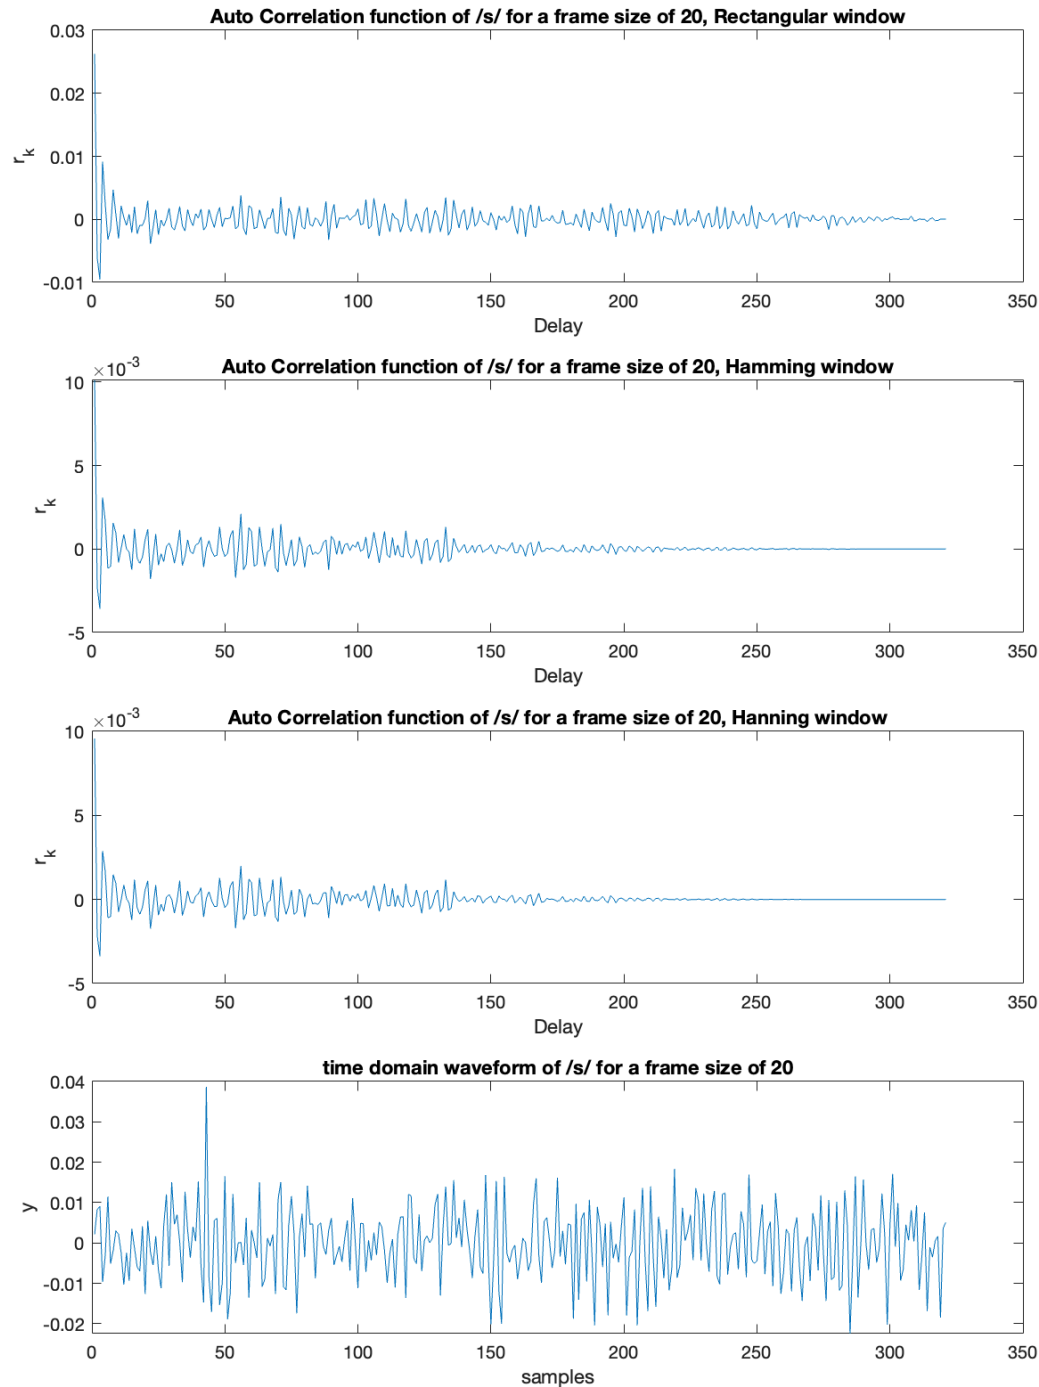 Auto Correlation function of /s/ for a frame size of 20, Rectangular window
0.03
0.02
0.01
0
-0.01
r_k
0 50 100 150 200 250 300 350
Delay
Auto Correlation function of /s/ for a frame size of 20, Hamming window
×10^-3
10
5
0
-5
r_k
0 50 100 150 200 250 300 350
Delay
Auto Correlation function of /s/ for a frame size of 20, Hanning window
×10^-3
10
5
0
-5
r_k
0 50 100 150 200 250 300 350
Delay
time domain waveform of /s/ for a frame size of 20
0.04
0.03
0.02
0.01
0
-0.01
-0.02
y
0 50 100 150 200 250 300 350
samples